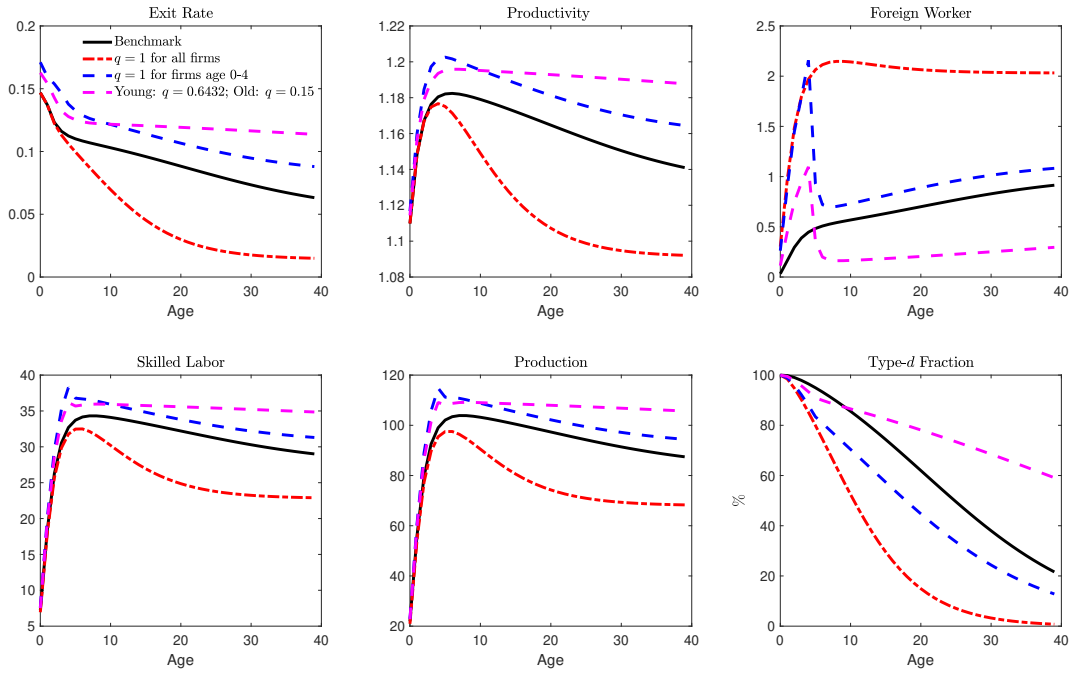 Exit Rate
0.2
0.15
0.1
0.05
0
0 10 20 30 40
Age
Benchmark
q = 1 for all firms
q = 1 for firms age 0-4
Young: q = 0.6432; Old: q = 0.15
Productivity
1.22
1.2
1.18
1.16
1.14
1.12
1.1
1.08
0 10 20 30 40
Age
Foreign Worker
2.5
2
1.5
1
0.5
0
0 10 20 30 40
Age
Skilled Labor
40
35
30
25
20
15
10
5
0 10 20 30 40
Age
Production
120
100
80
60
40
20
0 10 20 30 40
Age
Type-d Fraction
100
80
60
40
20
0
%
0 10 20 30 40
Age